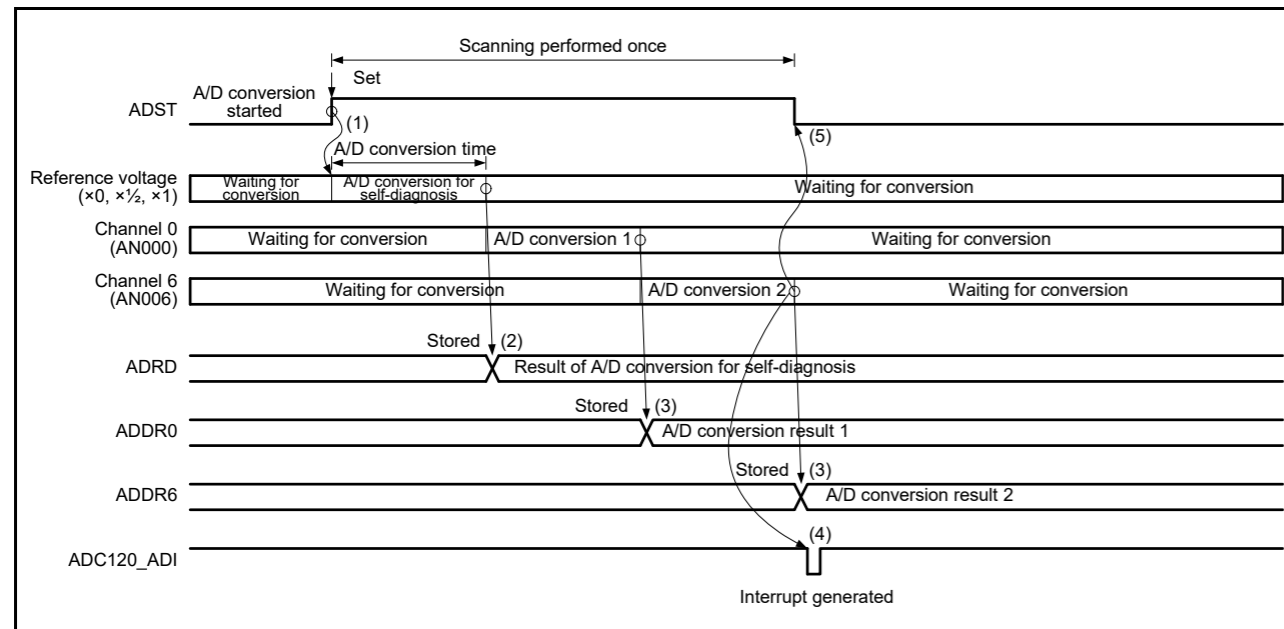 Scanning performed once
Set
A/D conversion
started
ADST
(1)
(5)
A/D conversion time
Reference voltage
(×0, ×½, ×1)
Waiting for
conversion
A/D conversion for
self-diagnosis
Waiting for conversion
Channel 0
(AN000)
Waiting for conversion
A/D conversion 1
Waiting for conversion
Channel 6
(AN006)
Waiting for conversion
A/D conversion 2
Waiting for conversion
Stored (2)
ADRD
Result of A/D conversion for self-diagnosis
Stored (3)
ADDR0
A/D conversion result 1
Stored (3)
ADDR6
A/D conversion result 2
(4)
ADC120_ADI
Interrupt generated